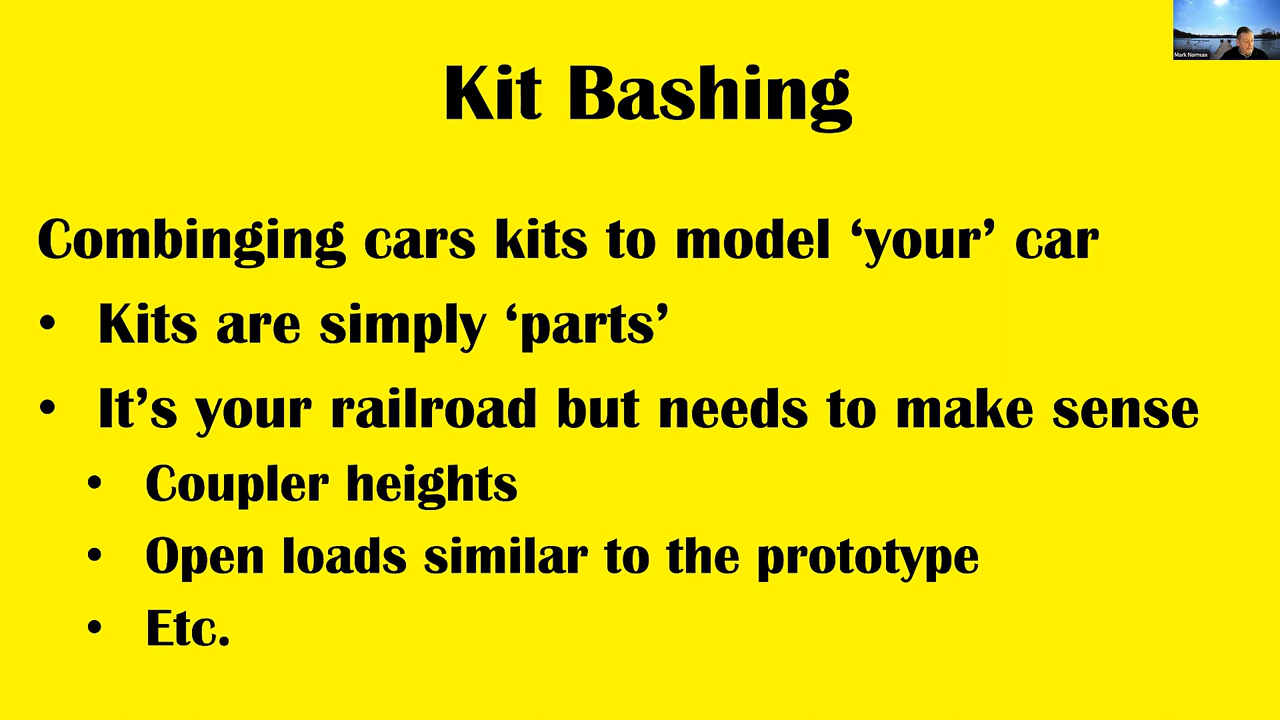 Mark Norman
Kit Bashing
Combinging cars kits to model ‘your’ car
• Kits are simply ‘parts’
• It’s your railroad but needs to make sense
• Coupler heights
• Open loads similar to the prototype
• Etc.